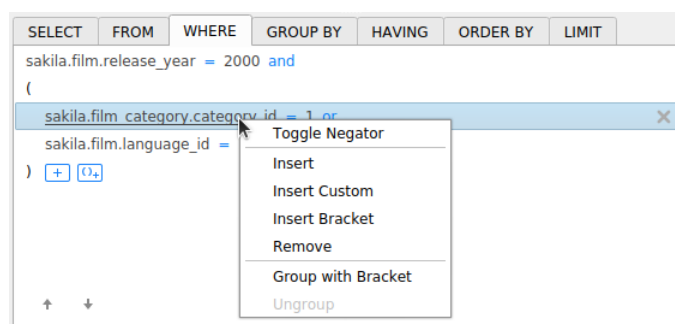 SELECT FROM WHERE GROUP BY HAVING ORDER BY LIMIT
sakila.film.release_year = 2000 and
(
sakila.film_category.category_id = 1 or
sakila.film.language_id =
) + ()+
Toggle Negator
Insert
Insert Custom
Insert Bracket
Remove
Group with Bracket
Ungroup